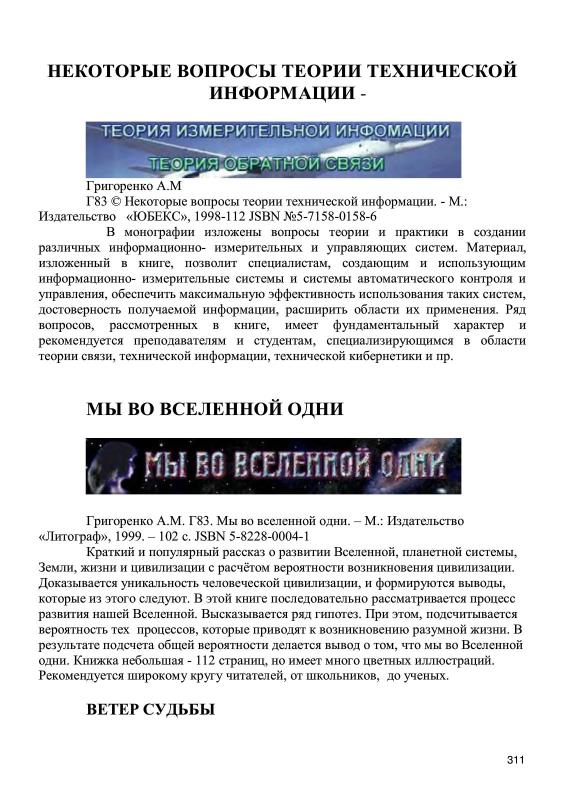 НЕКОТОРЫЕ ВОПРОСЫ ТЕОРИИ ТЕХНИЧЕСКОЙ
ИНФОРМАЦИИ -
ТЕОРИЯ ИЗМЕРИТЕЛЬНОЙ ИНФОМАЦИИ
ТЕОРИЯ ОБРАТНОЙ СВЯЗИ
Григоренко А.М
Г83 © Некоторые вопросы теории технической информации. - М.:
Издательство «ЮБЕКС», 1998-112 JSBN №5-7158-0158-6
В монографии изложены вопросы теории и практики в создании
различных информационно- измерительных и управляющих систем. Материал,
изложенный в книге, позволит специалистам, создающим и использующим
информационно- измерительные системы и системы автоматического контроля и
управления, обеспечить максимальную эффективность использования таких систем,
достоверность получаемой информации, расширить области их применения. Ряд
вопросов, рассмотренных в книге, имеет фундаментальный характер и
рекомендуется преподавателям и студентам, специализирующимся в области
теории связи, технической информации, технической кибернетики и пр.
МЫ ВО ВСЕЛЕННОЙ ОДНИ
МЫ ВО ВСЕЛЕННОЙ ОДНИ
Григоренко А.М. Г83. Мы во вселенной одни. – М.: Издательство
«Литограф», 1999. – 102 с. JSBN 5-8228-0004-1
Краткий и популярный рассказ о развитии Вселенной, планетной системы,
Земли, жизни и цивилизации с расчётом вероятности возникновения цивилизации.
Доказывается уникальность человеческой цивилизации, и формируются выводы,
которые из этого следуют. В этой книге последовательно рассматривается процесс
развития нашей Вселенной. Высказывается ряд гипотез. При этом, подсчитывается
вероятность тех процессов, которые приводят к возникновению разумной жизни. В
результате подсчета общей вероятности делается вывод о том, что мы во Вселенной
одни. Книжка небольшая - 112 страниц, но имеет много цветных иллюстраций.
Рекомендуется широкому кругу читателей, от школьников, до ученых.
ВЕТЕР СУДЬБЫ
311